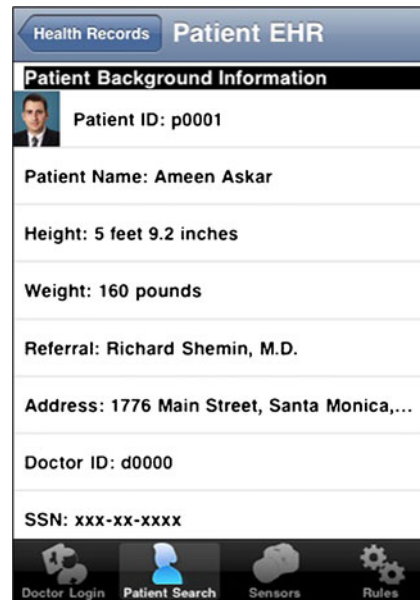 Health Records Patient EHR
Patient Background Information
Patient ID: p0001
Patient Name: Ameen Askar
Height: 5 feet 9.2 inches
Weight: 160 pounds
Referral: Richard Shemin, M.D.
Address: 1776 Main Street, Santa Monica,...
Doctor ID: d0000
SSN: xxx-xx-xxxx
Doctor Login Patient Search Sensors Rules